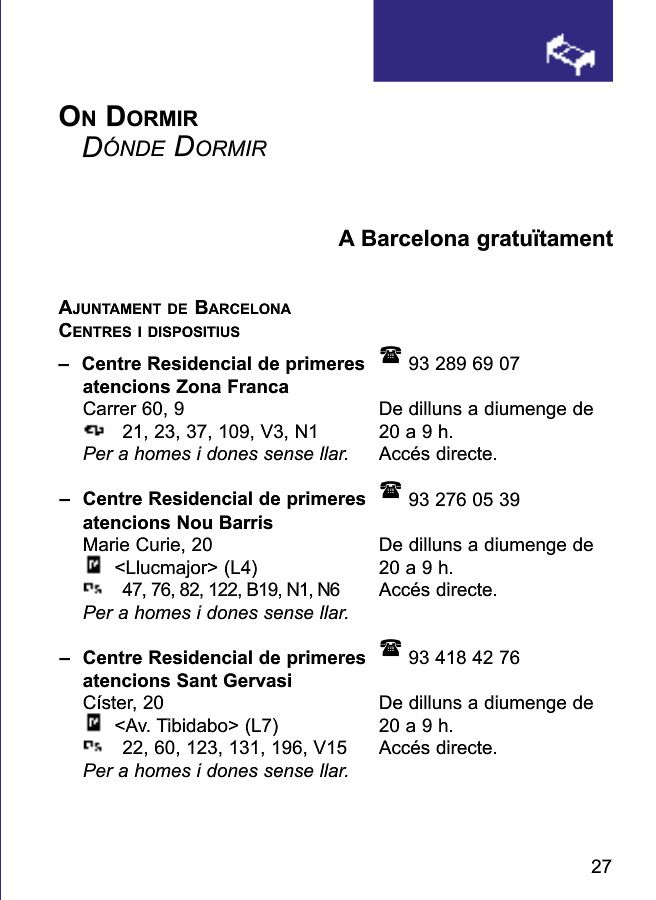 ON DORMIR
DÓNDE DORMIR
A Barcelona gratuïtament
AJUNTAMENT DE BARCELONA
CENTRES I DISPOSITIUS
– Centre Residencial de primeres atencions Zona Franca
Carrer 60, 9
21, 23, 37, 109, V3, N1
Per a homes i dones sense llar.
93 289 69 07
De dilluns a diumenge de
20 a 9 h.
Accés directe.
– Centre Residencial de primeres
atencions Nou Barris
Marie Curie, 20
<Llucmajor> (L4)
47, 76, 82, 122, B19, N1, N6
Per a homes i dones sense llar.
93 276 05 39
De dilluns a diumenge de
20 a 9 h.
Accés directe.
– Centre Residencial de primeres
atencions Sant Gervasi
Císter, 20
<Av. Tibidabo> (L7)
22, 60, 123, 131, 196, V15
Per a homes i dones sense llar.
93 418 42 76
De dilluns a diumenge de
20 a 9 h.
Accés directe.
27